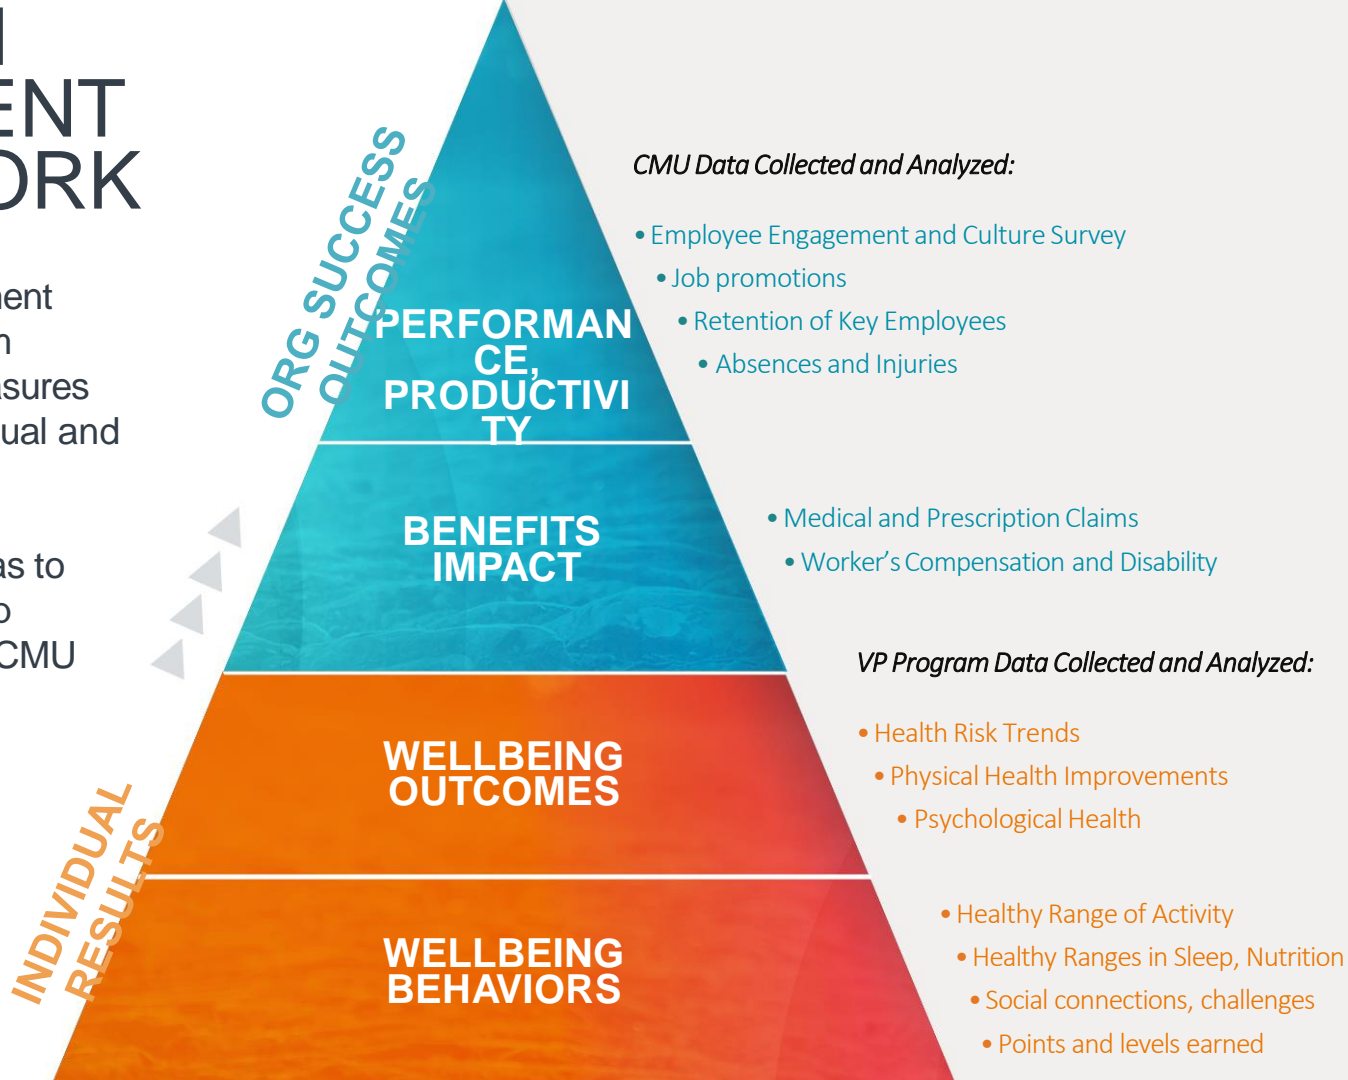 ENT
ORK
nent
asures
ual and
as to
CMU
ORG SUCCESS
OUTCOMES
PERFORMAN
CE,
PRODUCTIVI
TY
BENEFITS
IMPACT
WELLBEING
OUTCOMES
WELLBEING
BEHAVIORS
INDIVIDUAL
RESULTS
CMU Data Collected and Analyzed:
• Employee Engagement and Culture Survey
• Job promotions
• Retention of Key Employees
• Absences and Injuries
• Medical and Prescription Claims
• Worker’s Compensation and Disability
VP Program Data Collected and Analyzed:
• Health Risk Trends
• Physical Health Improvements
• Psychological Health
• Healthy Range of Activity
• Healthy Ranges in Sleep, Nutrition
• Social connections, challenges
• Points and levels earned